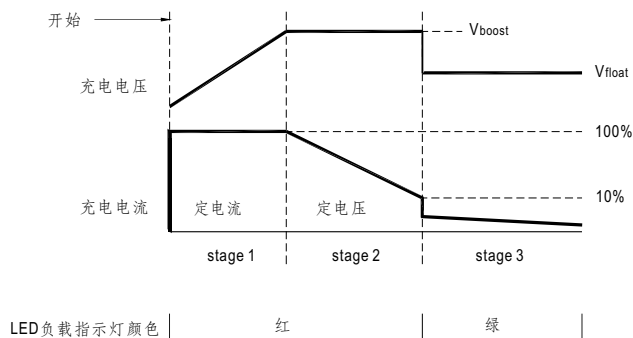 开始
Vboost
充电电压
Vfloat
100%
10%
充电电流 定电流 定电压
stage 1 stage 2 stage 3
LED负载指示灯颜色 红 绿